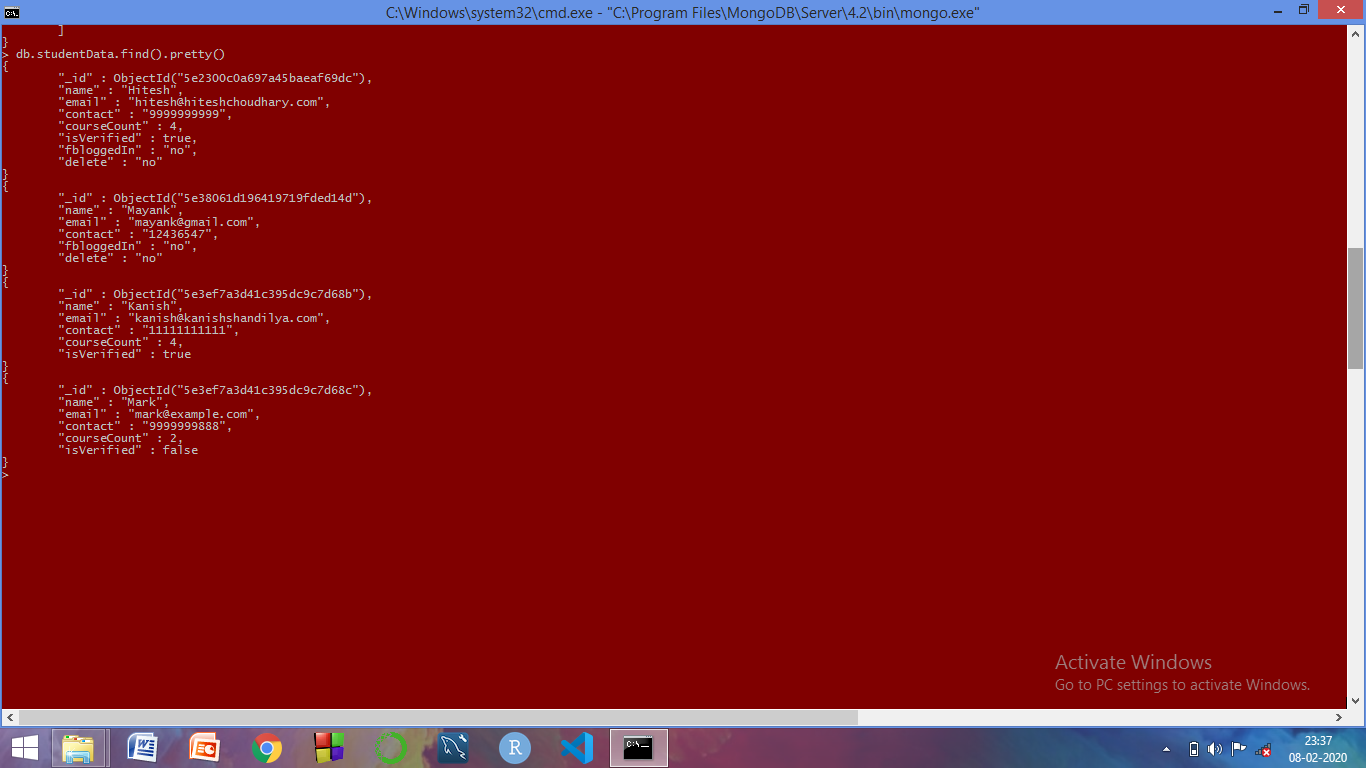 C:\Windows\system32\cmd.exe - "C:\Program Files\MongoDB\Server\4.2\bin\mongo.exe"
]
}
> db.studentData.find().pretty()
{
"_id" : ObjectId("5e2300c0a697a45baeaf69dc"),
"name" : "Hitesh",
"email" : "hitesh@hiteshchoudhary.com",
"contact" : "9999999999",
"courseCount" : 4,
"isVerified" : true,
"fbloggedIn" : "no",
"delete" : "no"
}
{
"_id" : ObjectId("5e38061d196419719fded14d"),
"name" : "Mayank",
"email" : "mayank@gmail.com",
"contact" : "12436547",
"fbloggedIn" : "no",
"delete" : "no"
}
{
"_id" : ObjectId("5e3ef7a3d41c395dc9c7d68b"),
"name" : "Kanish",
"email" : "kanish@kanishshandilya.com",
"contact" : "11111111111",
"courseCount" : 4,
"isVerified" : true
}
{
"_id" : ObjectId("5e3ef7a3d41c395dc9c7d68c"),
"name" : "Mark",
"email" : "mark@example.com",
"contact" : "9999999888",
"courseCount" : 2,
"isVerified" : false
}
>
Activate Windows
Go to PC settings to activate Windows.
23:37
08-02-2020